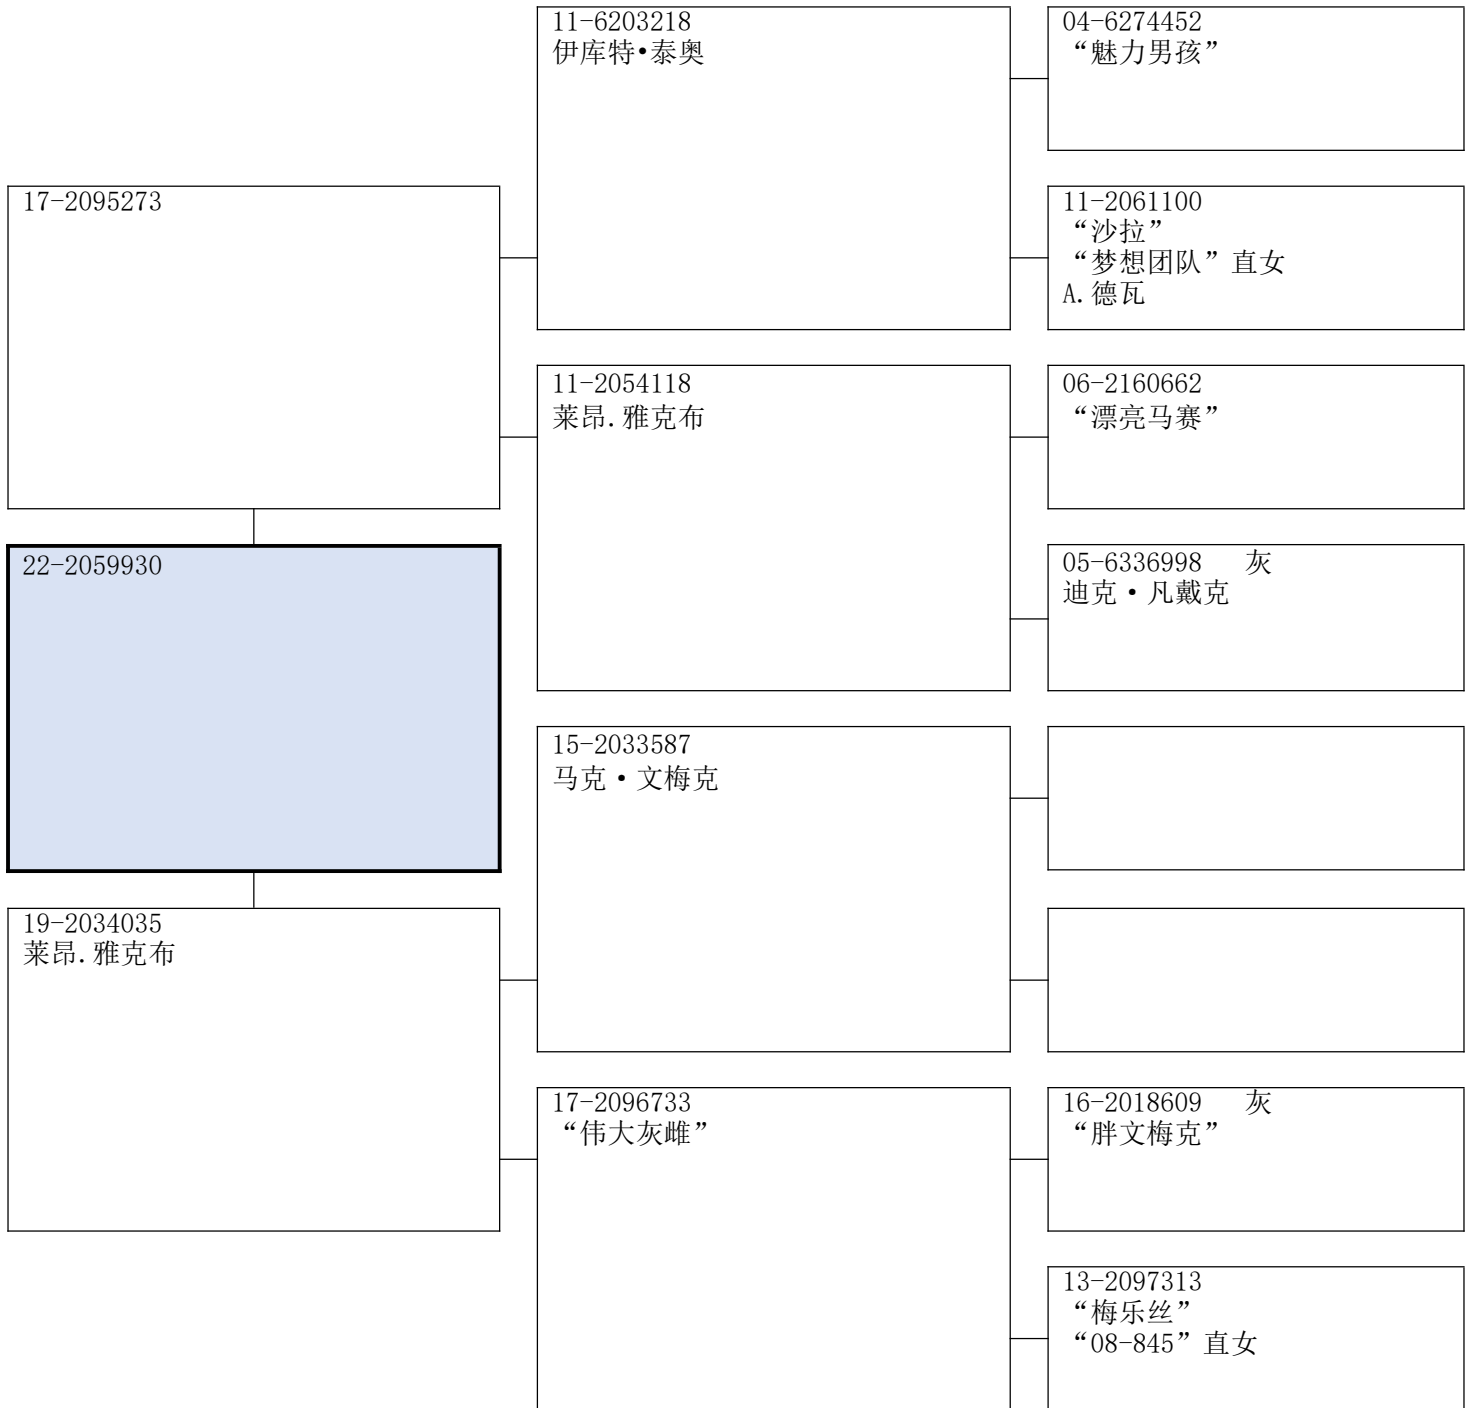 11-6203218
伊库特•泰奥
04-6274452
“魅力男孩”
17-2095273
11-2061100
“沙拉”
“梦想团队”直女
A.德瓦
11-2054118
莱昂.雅克布
06-2160662
“漂亮马赛”
22-2059930
05-6336998 灰
迪克·凡戴克
15-2033587
马克·文梅克
19-2034035
莱昂.雅克布
17-2096733
“伟大灰雌”
16-2018609 灰
“胖文梅克”
13-2097313
“梅乐丝”
“08-845”直女